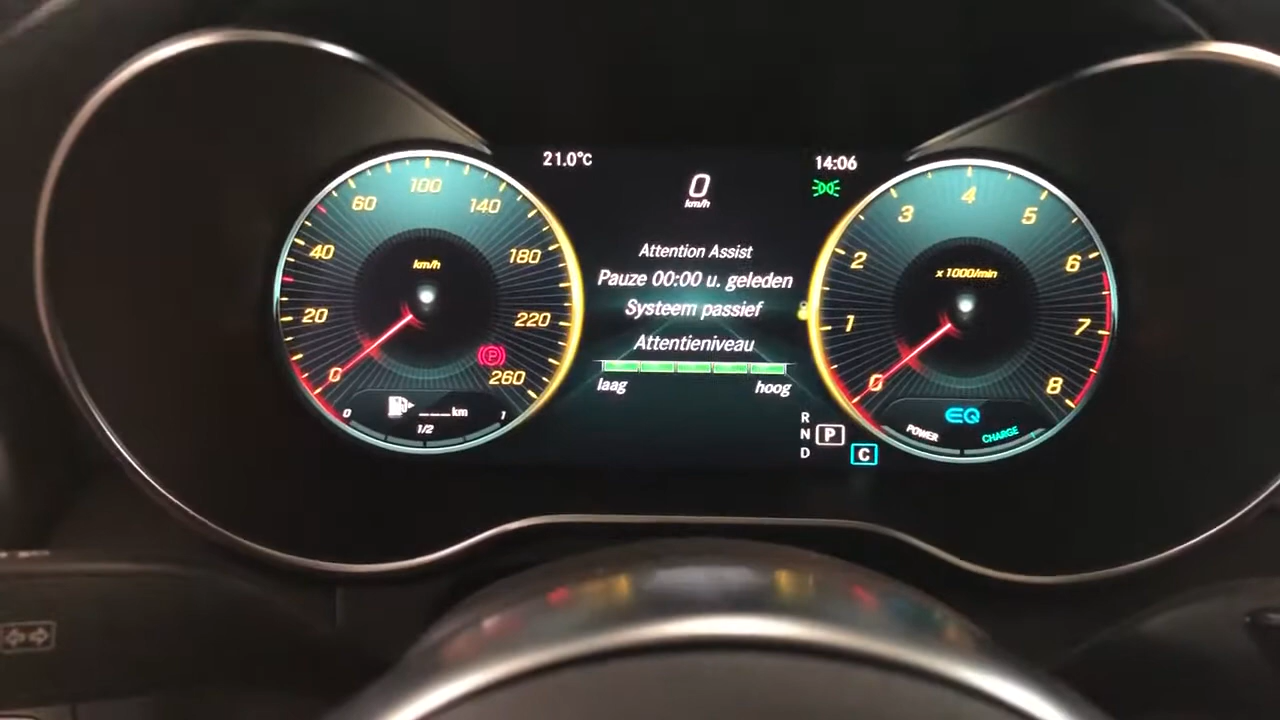 21.0°C
0
km/h
14:06
Attention Assist
Pauze 00:00 u. geleden
Systeem passief
Attentieniveau
laag
hoog
0
20
40
60
100
140
180
220
260
km/h
P
0
1/2
1
___km
0
1
2
3
4
5
6
7
8
x 1000/min
EQ
POWER
CHARGE
R
N
D
P
C